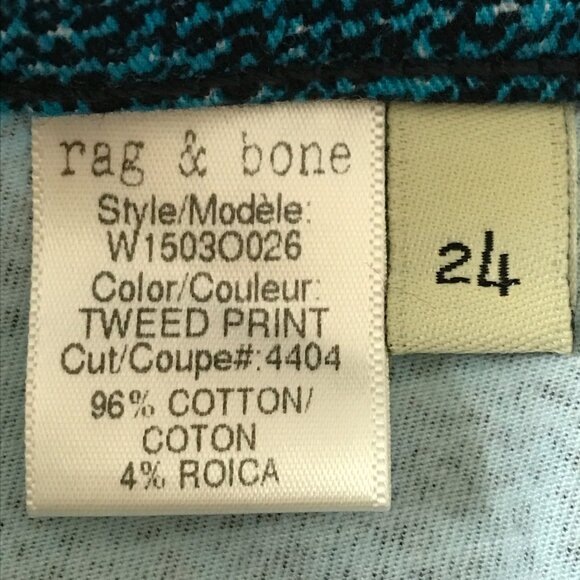 rag & bone
Style/Modèle:
W1503O026
Color/Couleur:
TWEED PRINT
Cut/Coupe#:4404
96% COTTON/
COTON
4% ROICA
24